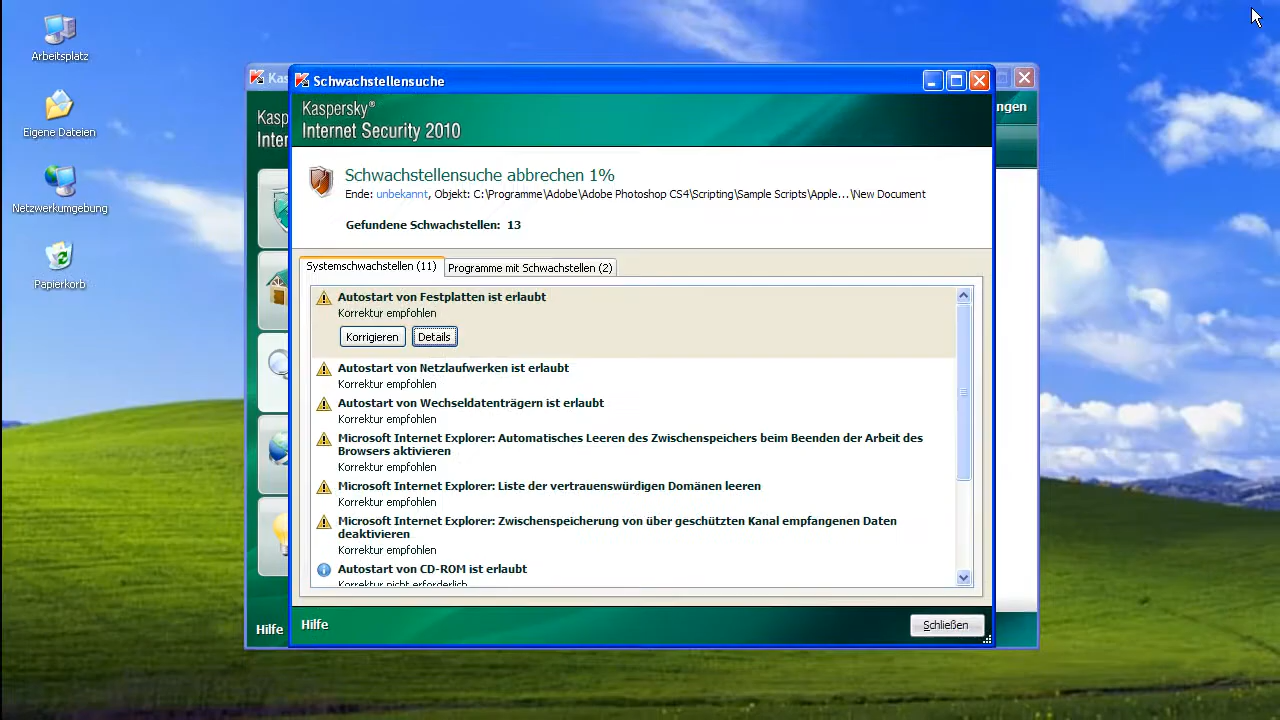 Arbeitsplatz
Eigene Dateien
Netzwerkumgebung
Papierkorb
Kas
Kasp
Inter
ngen
Hilfe
Schwachstellensuche
Kaspersky®
Internet Security 2010
Schwachstellensuche abbrechen 1%
Ende: unbekannt, Objekt: C:\Programme\Adobe\Adobe Photoshop CS4\Scripting\Sample Scripts\Apple...\New Document
Gefundene Schwachstellen: 13
Systemschwachstellen (11) Programme mit Schwachstellen (2)
Autostart von Festplatten ist erlaubt
Korrektur empfohlen
Korrigieren Details
Autostart von Netzlaufwerken ist erlaubt
Korrektur empfohlen
Autostart von Wechseldatenträgern ist erlaubt
Korrektur empfohlen
Microsoft Internet Explorer: Automatisches Leeren des Zwischenspeichers beim Beenden der Arbeit des
Browsers aktivieren
Korrektur empfohlen
Microsoft Internet Explorer: Liste der vertrauenswürdigen Domänen leeren
Korrektur empfohlen
Microsoft Internet Explorer: Zwischenspeicherung von über geschützten Kanal empfangenen Daten
deaktivieren
Korrektur empfohlen
Autostart von CD-ROM ist erlaubt
Korrektur nicht erforderlich
Hilfe
Schließen